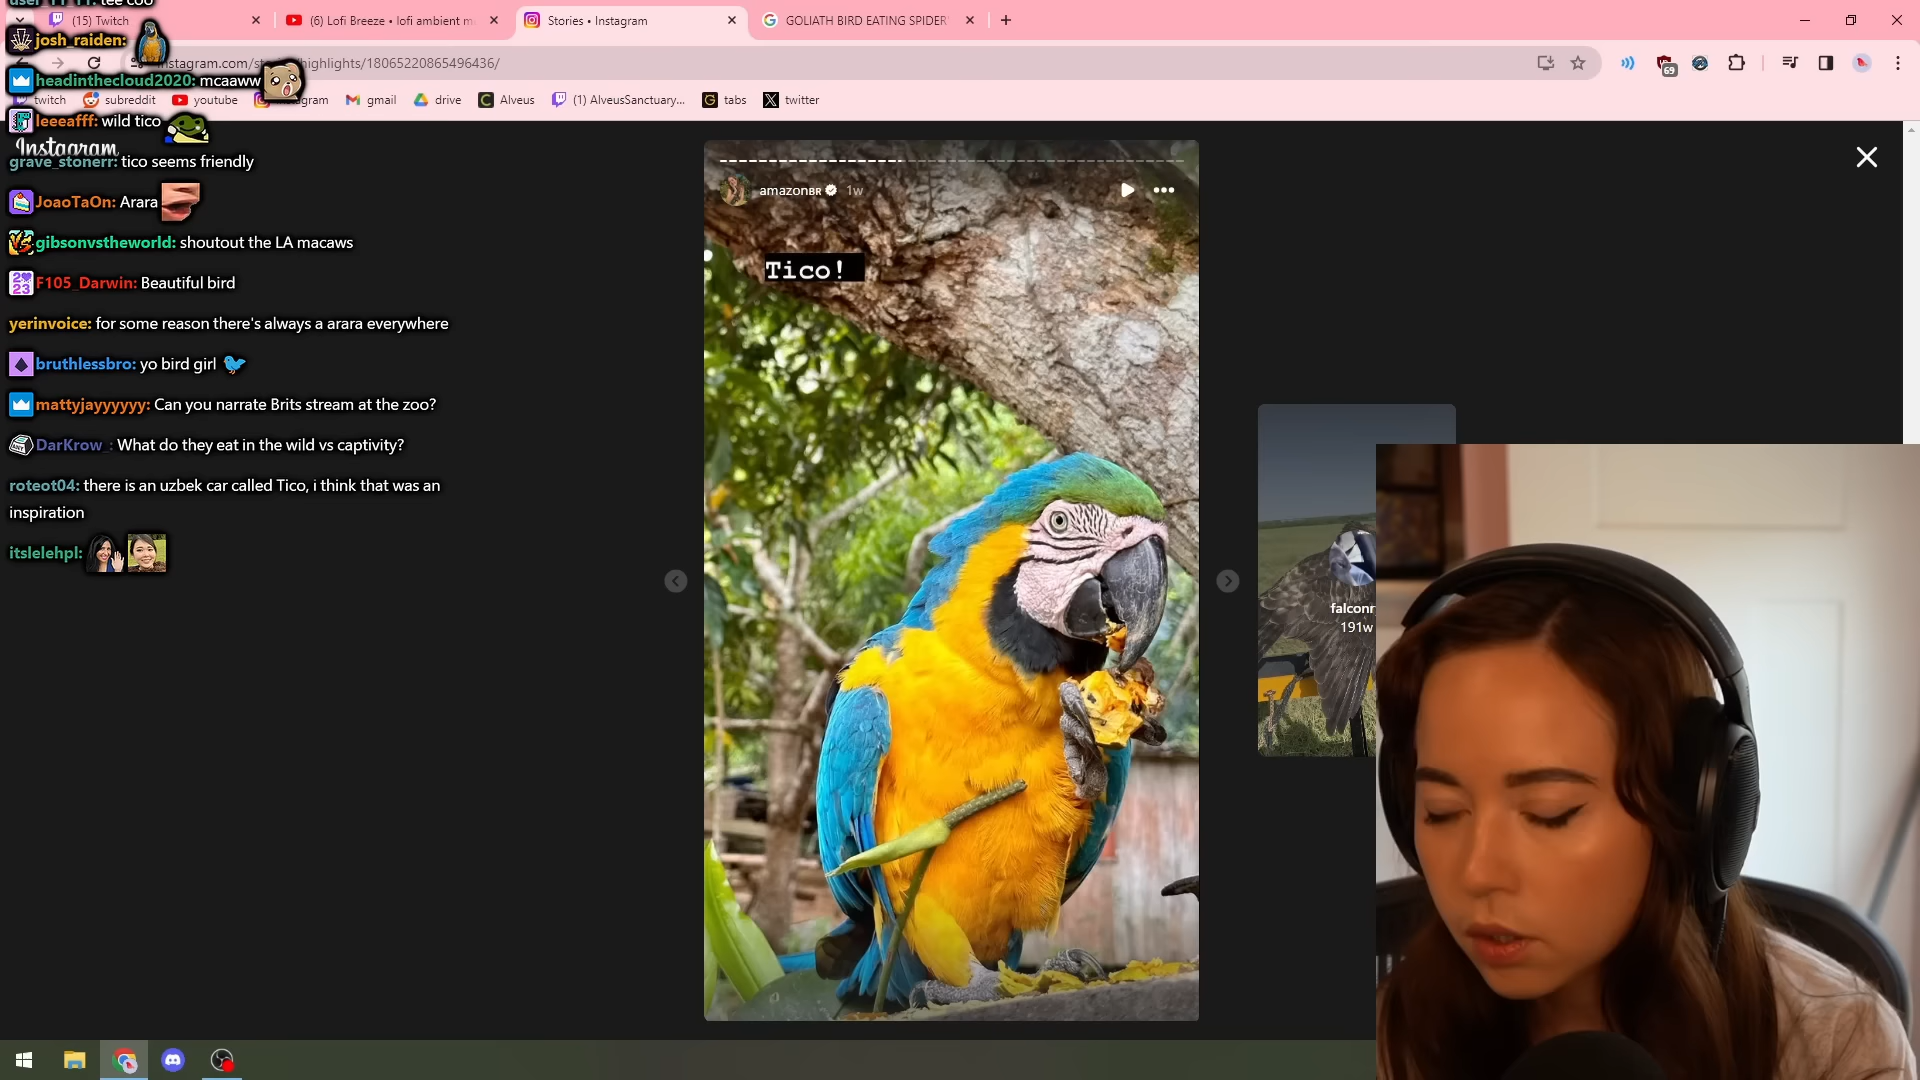 (15) Twitch
(6) Lofi Breeze • lofi ambient m
Stories • Instagram
GOLIATH BIRD EATING SPIDER
instagram.com/stories/highlights/18065220865496436/
69
twitch
subreddit
youtube
gmail
drive
Alveus
(1) AlveusSanctuary...
tabs
twitter
josh_raiden:
headinthecloud2020: mcaaww
leeeafff: wild tico
Instagram
grave_stonerr: tico seems friendly
JoaoTaOn: Arara
gibsonvstheworld: shoutout the LA macaws
F105_Darwin: Beautiful bird
yerinvoice: for some reason there's always a arara everywhere
bruthlessbro: yo bird girl
mattyjayyyyyy: Can you narrate Brits stream at the zoo?
DarKrow_: What do they eat in the wild vs captivity?
roteot04: there is an uzbek car called Tico, i think that was an
inspiration
itslelehpl:
amazonBR 1w
Tico!
falconr
191w